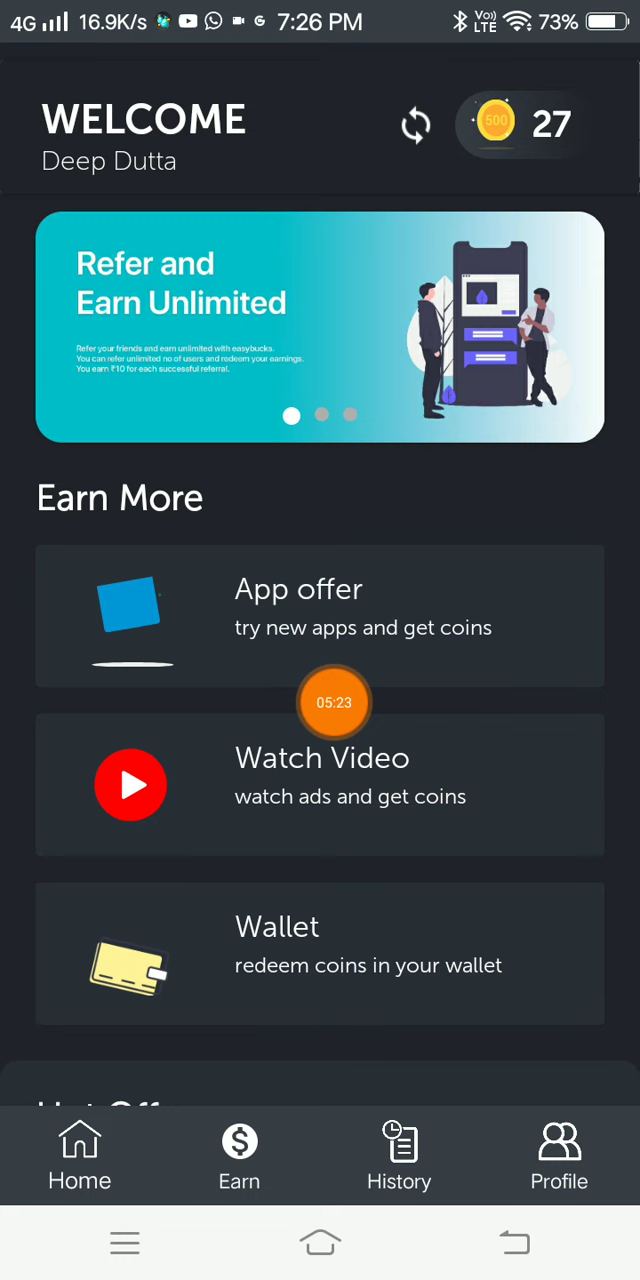 4G 16.9K/s G 7:26 PM Vo)) LTE 73%
WELCOME
Deep Dutta
500 27
Refer and
Earn Unlimited
Refer your friends and earn unlimited with easybucks.
You can refer unlimited no of users and redeem your earnings.
You earn ₹10 for each successful referral.
Earn More
App offer
try new apps and get coins
05:23
Watch Video
watch ads and get coins
Wallet
redeem coins in your wallet
Home
Earn
History
Profile